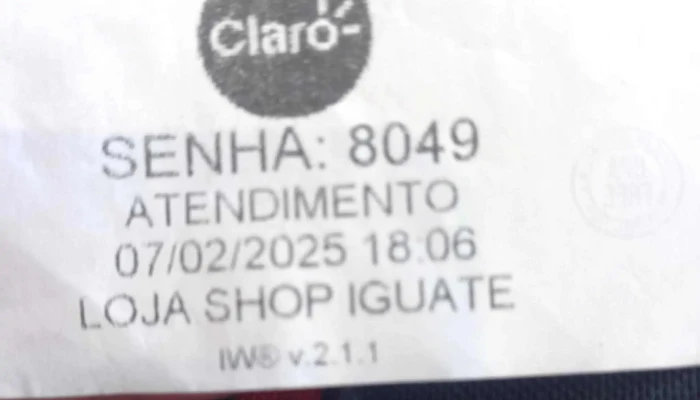 Claro-
SENHA: 8049
ATENDIMENTO
07/02/2025 18:06
LOJA SHOP IGUATE
IW® v.2.1.1